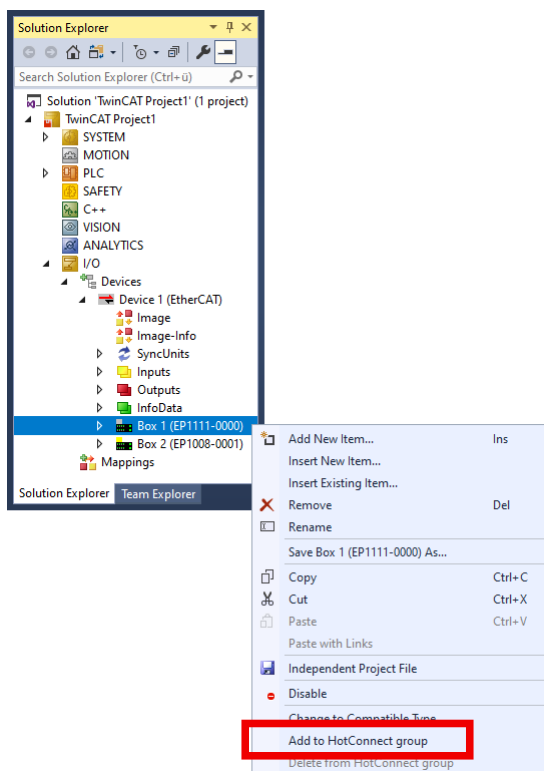 Solution Explorer
Search Solution Explorer (Ctrl+ü)
Solution 'TwinCAT Project1' (1 project)
TwinCAT Project1
SYSTEM
MOTION
PLC
SAFETY
C++
VISION
ANALYTICS
I/O
Devices
Device 1 (EtherCAT)
Image
Image-Info
SyncUnits
Inputs
Outputs
InfoData
Box 1 (EP1111-0000)
Box 2 (EP1008-0001)
Mappings
Solution Explorer Team Explorer
Add New Item... Ins
Insert New Item...
Insert Existing Item...
Remove Del
Rename
Save Box 1 (EP1111-0000) As...
Copy Ctrl+C
Cut Ctrl+X
Paste Ctrl+V
Paste with Links
Independent Project File
Disable
Change to Compatible Type...
Add to HotConnect group
Delete from HotConnect group